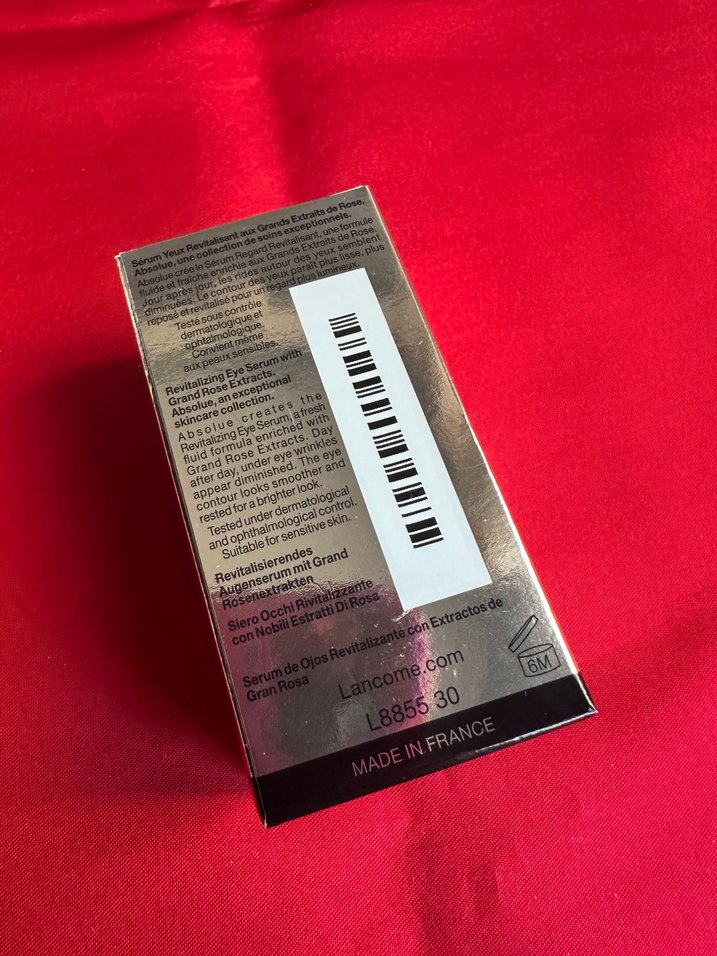 Sérum Yeux Revitalisant aux Grands Extraits de Rose.
Absolue, une collection de soins exceptionnels.
Absolue crée le Sérum Regard Revitalisant, une formule
fluide et fraîche enrichie aux Grands Extraits de Rose.
Jour après jour, les rides autour des yeux semblent
diminuées. Le contour des yeux paraît plus lisse, plus
reposé et revitalisé pour un regard plus lumineux.
Testé sous contrôle
dermatologique et
ophtalmologique.
Convient même
aux peaux sensibles.
Revitalizing Eye Serum with
Grand Rose Extracts.
Absolue, an exceptional
skincare collection.
Absolue creates the
Revitalizing Eye Serum, a fresh
fluid formula enriched with
Grand Rose Extracts. Day
after day, under eye wrinkles
appear diminished. The eye
contour looks smoother and
rested for a brighter look.
Tested under dermatological
and ophthalmological control.
Suitable for sensitive skin.
Revitalisierendes
Augenserum mit Grand
Rosenextrakten
Siero Occhi Rivitalizzante
con Nobili Estratti Di Rosa
Serum de Ojos Revitalizante con Extractos de
Gran Rosa
Lancome.com
L8855 30
6M
MADE IN FRANCE